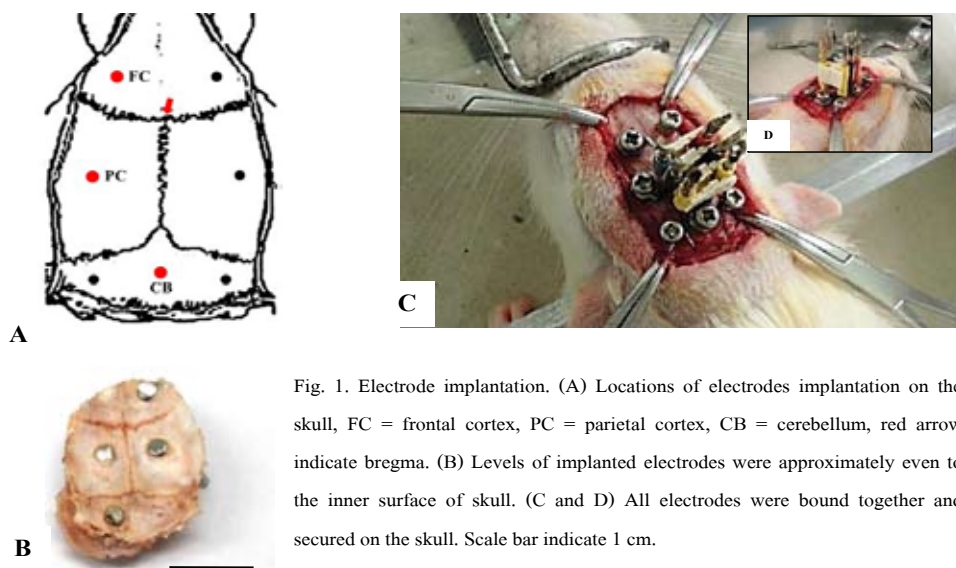 FC
PC
CB
A
C
D
B
Fig. 1. Electrode implantation. (A) Locations of electrodes implantation on the
skull, FC = frontal cortex, PC = parietal cortex, CB = cerebellum, red arrow
indicate bregma. (B) Levels of implanted electrodes were approximately even to
the inner surface of skull. (C and D) All electrodes were bound together and
secured on the skull. Scale bar indicate 1 cm.